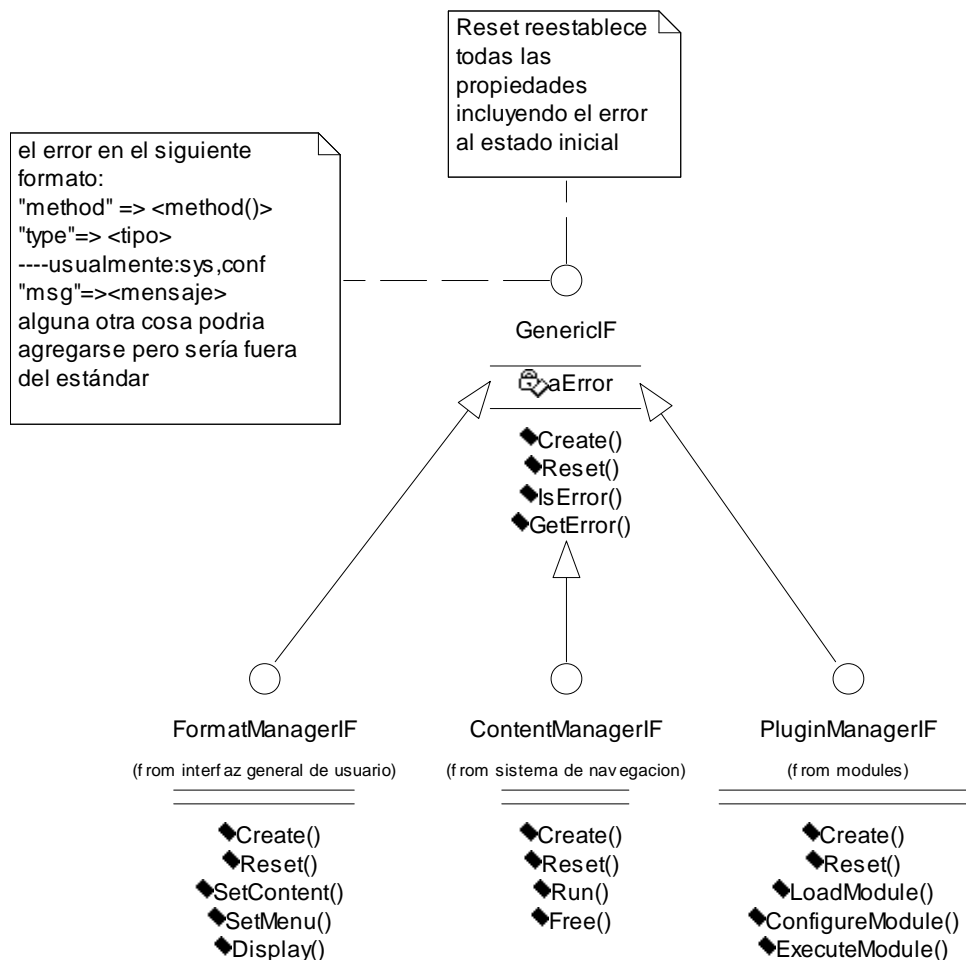 Reset reestablece
todas las
propiedades
incluyendo el error
al estado inicial
el error en el siguiente
formato:
"method" => <method()>
"type"=> <tipo>
----usualmente:sys,conf
"msg"=><mensaje>
alguna otra cosa podria
agregarse pero sería fuera
del estándar
GenericIF
aError
Create()
Reset()
IsError()
GetError()
FormatManagerIF
(from interfaz general de usuario)
Create()
Reset()
SetContent()
SetMenu()
Display()
ContentManagerIF
(from sistema de navegacion)
Create()
Reset()
Run()
Free()
PluginManagerIF
(from modules)
Create()
Reset()
LoadModule()
ConfigureModule()
ExecuteModule()